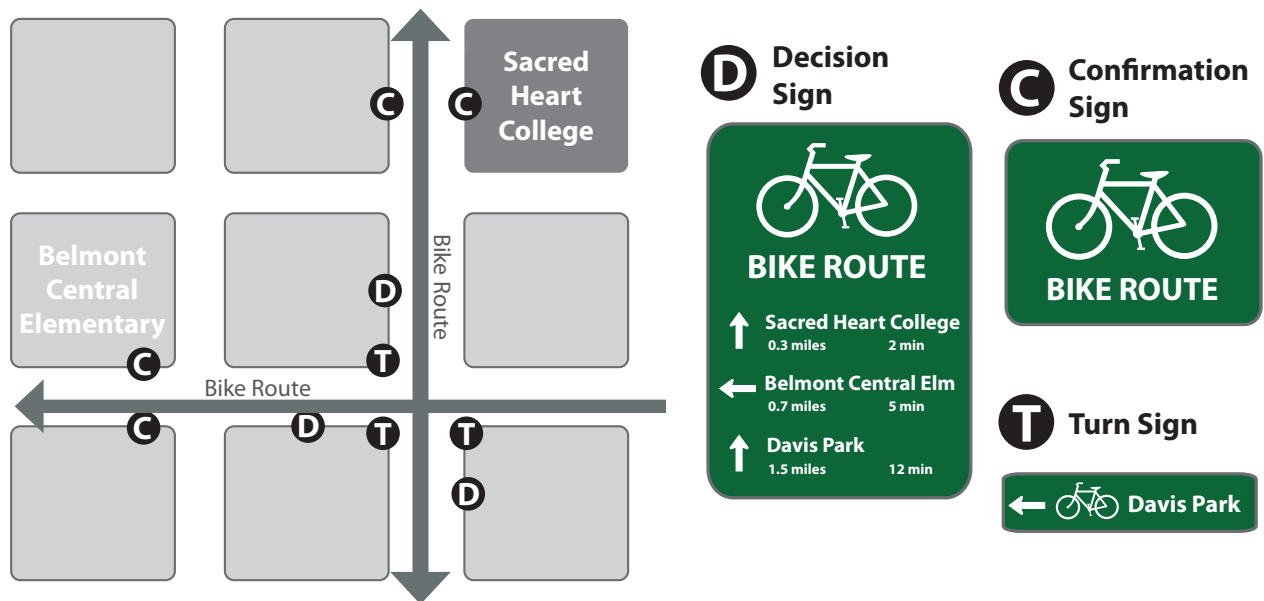 C
C
Sacred
Heart
College
Belmont
Central
Elementary
D
Bike Route
T
C
Bike Route
C
D
T
T
D
D
Decision
Sign
BIKE ROUTE
Sacred Heart College
0.3 miles 2 min
Belmont Central Elm
0.7 miles 5 min
Davis Park
1.5 miles 12 min
C
Confirmation
Sign
BIKE ROUTE
T
Turn Sign
Davis Park